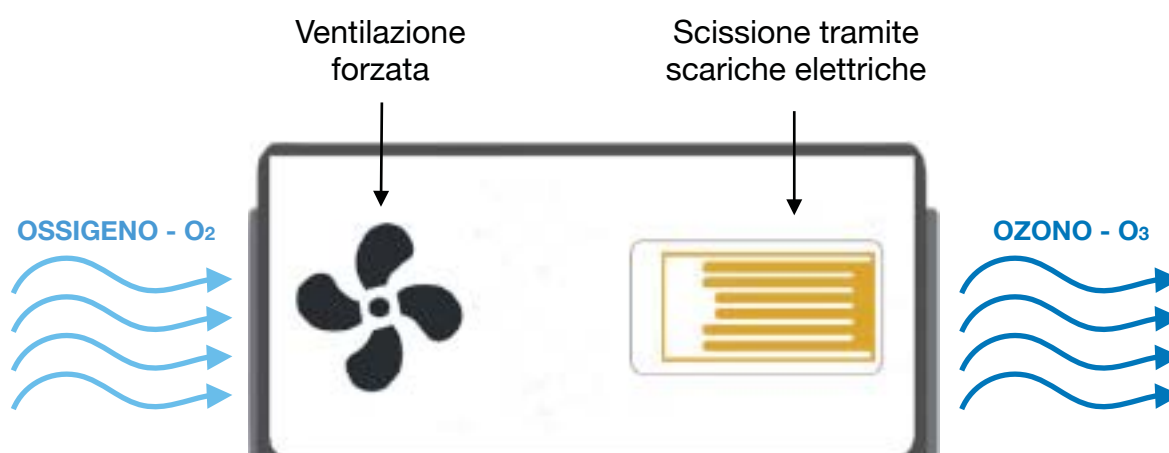 Ventilazione
forzata
Scissione tramite
scariche elettriche
OSSIGENO - O2
OZONO - O3